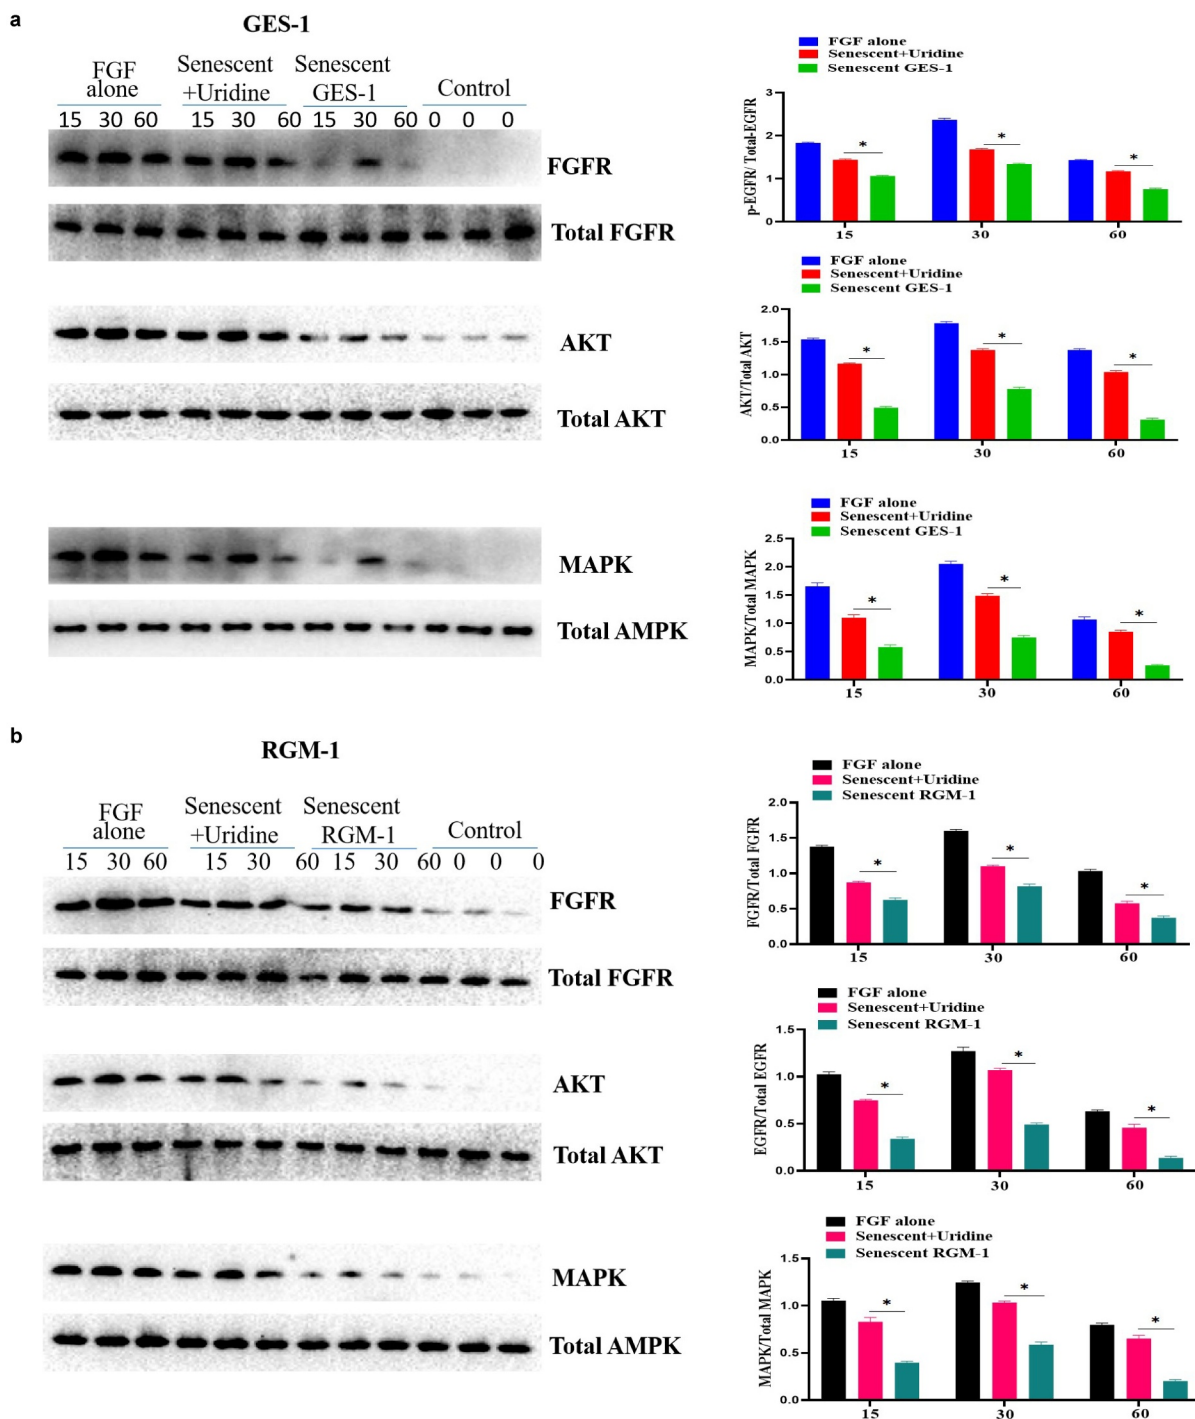 a
GES-1
FGF
alone
Senescent
+Uridine
Senescent
GES-1
Control
15 30 60 15 30 60 15 30 60 0 0 0
FGFR
Total FGFR
AKT
Total AKT
MAPK
Total AMPK
FGF alone
Senescent+Uridine
Senescent GES-1
p-EGFR/ Total-EGFR
3
2
1
0
15 30 60
* * *
FGF alone
Senescent+Uridine
Senescent GES-1
AKT/Total AKT
2.0
1.5
1.0
0.5
0.0
15 30 60
* * *
FGF alone
Senescent+Uridine
Senescent GES-1
MAPK/Total MAPK
2.5
2.0
1.5
1.0
0.5
0.0
15 30 60
* * *
b
RGM-1
FGF
alone
Senescent
+Uridine
Senescent
RGM-1
Control
15 30 60 15 30 60 15 30 60 0 0 0
FGFR
Total FGFR
AKT
Total AKT
MAPK
Total AMPK
FGF alone
Senescent+Uridine
Senescent RGM-1
FGFR/Total FGFR
2.0
1.5
1.0
0.5
0.0
15 30 60
* * *
FGF alone
Senescent+Uridine
Senescent RGM-1
EGFR/Total EGFR
1.5
1.0
0.5
0.0
15 30 60
* * *
FGF alone
Senescent+Uridine
Senescent RGM-1
MAPK/Total MAPK
1.5
1.0
0.5
0.0
15 30 60
* * *